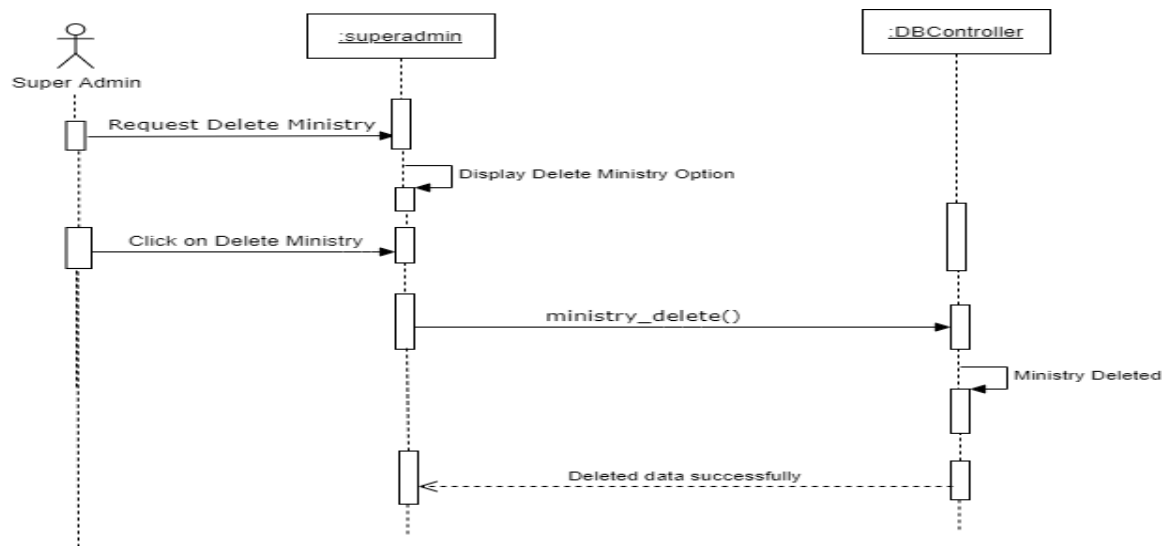 :superadmin
:DBController
Super Admin
Request Delete Ministry
Display Delete Ministry Option
Click on Delete Ministry
ministry_delete()
Ministry Deleted
Deleted data successfully